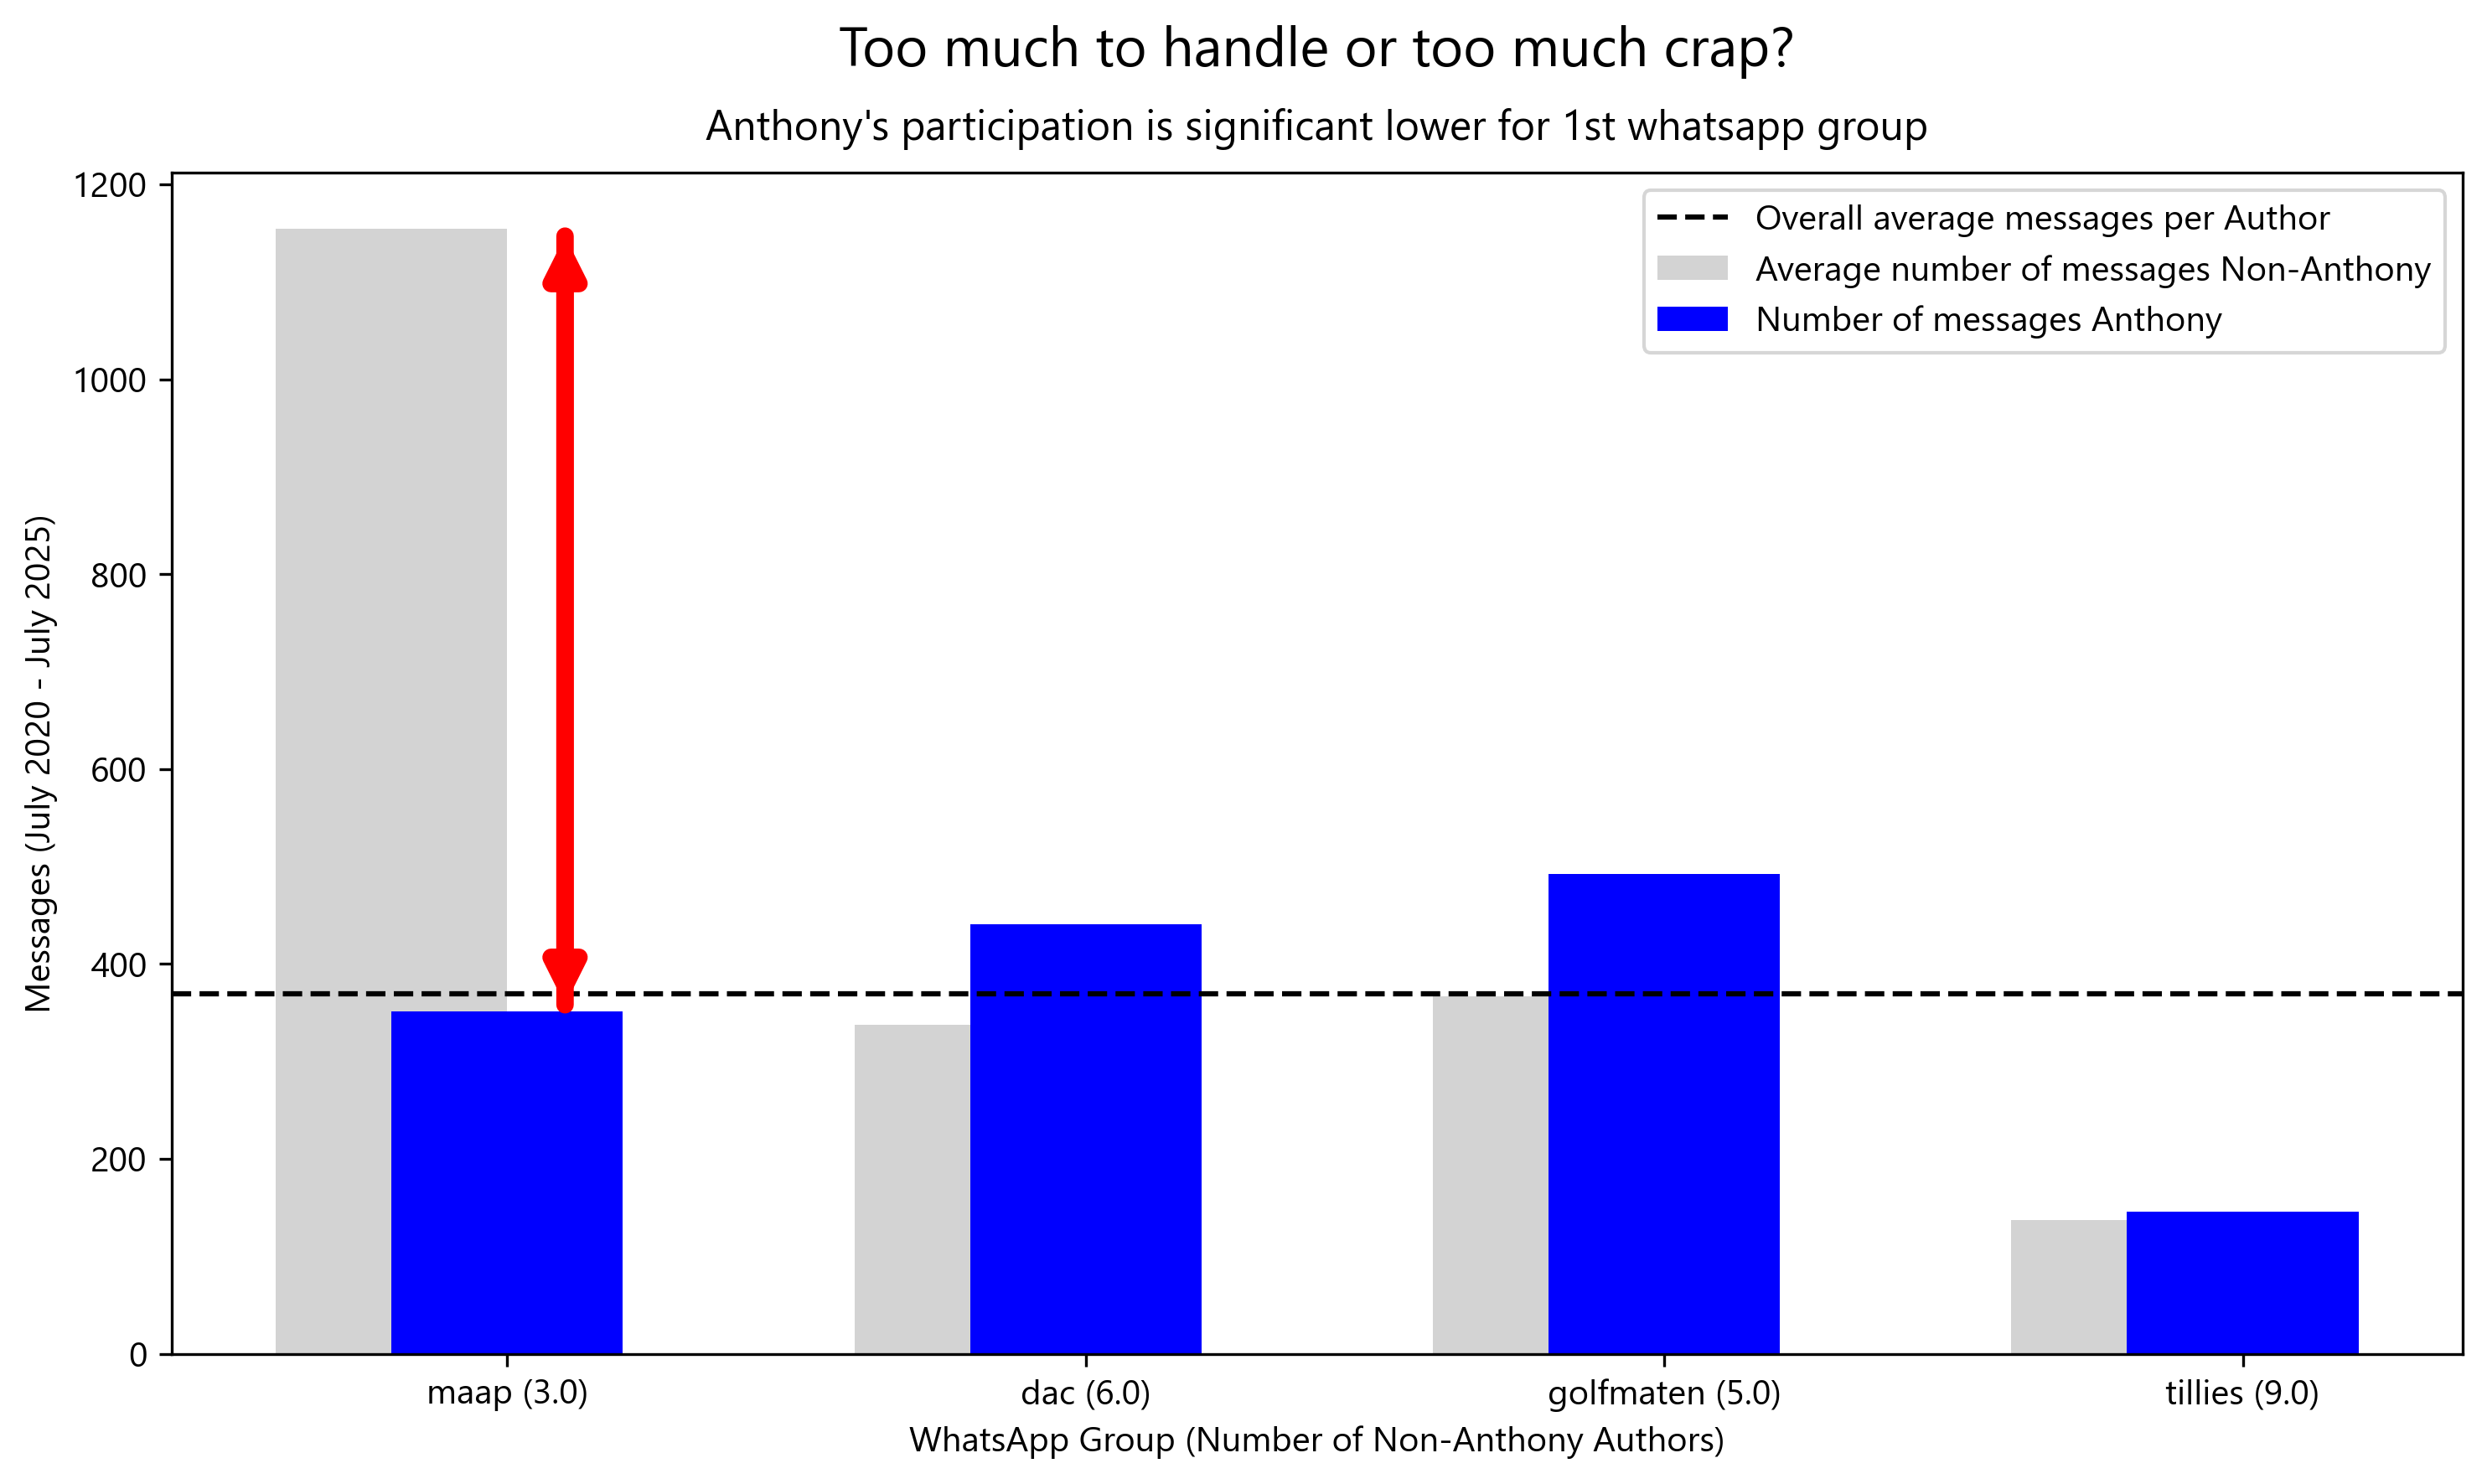 Too much to handle or too much crap?
Anthony's participation is significant lower for 1st whatsapp group
Messages (July 2020 - July 2025)
1200
1000
800
600
400
200
0
Overall average messages per Author
Average number of messages Non-Anthony
Number of messages Anthony
maap (3.0)
dac (6.0)
golfmaten (5.0)
tillies (9.0)
WhatsApp Group (Number of Non-Anthony Authors)